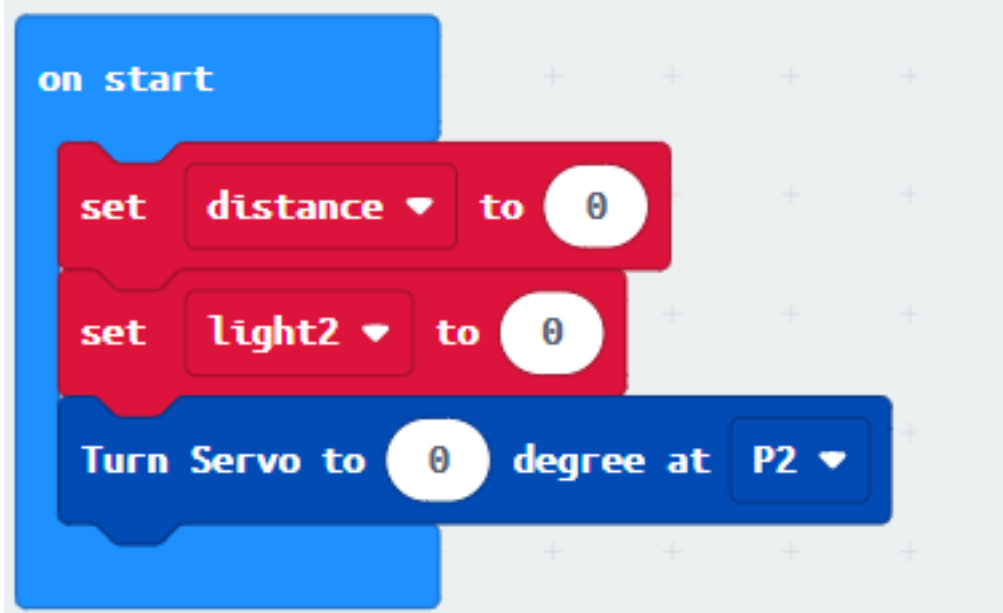 on start
set distance to 0
set light2 to 0
Turn Servo to 0 degree at P2